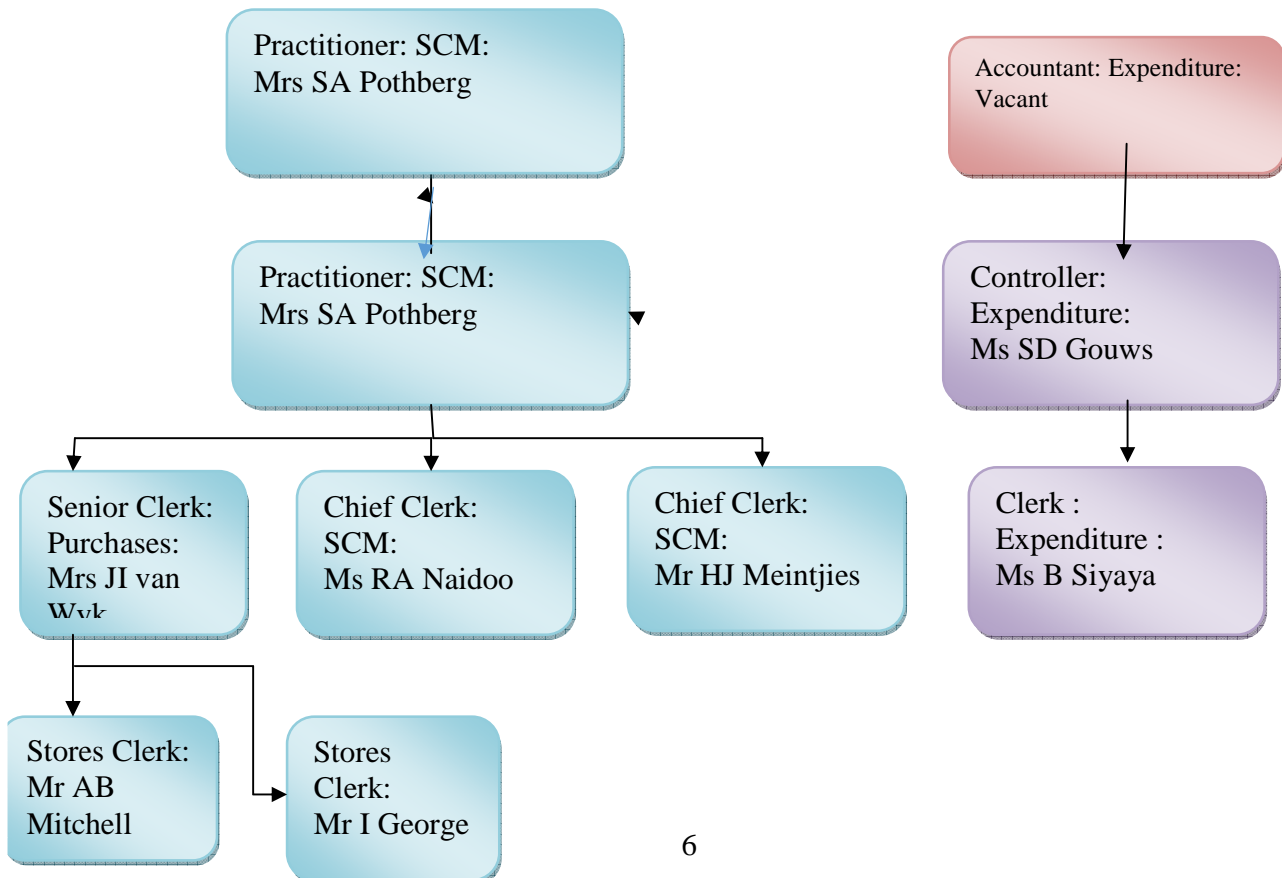 Practitioner: SCM:
Mrs SA Pothberg
Accountant: Expenditure:
Vacant
Practitioner: SCM:
Mrs SA Pothberg
Controller:
Expenditure:
Ms SD Gouws
Senior Clerk:
Purchases:
Mrs JI van
Wyk
Chief Clerk:
SCM:
Ms RA Naidoo
Chief Clerk:
SCM:
Mr HJ Meintjies
Clerk :
Expenditure :
Ms B Siyaya
Stores Clerk:
Mr AB
Mitchell
Stores
Clerk:
Mr I George
6